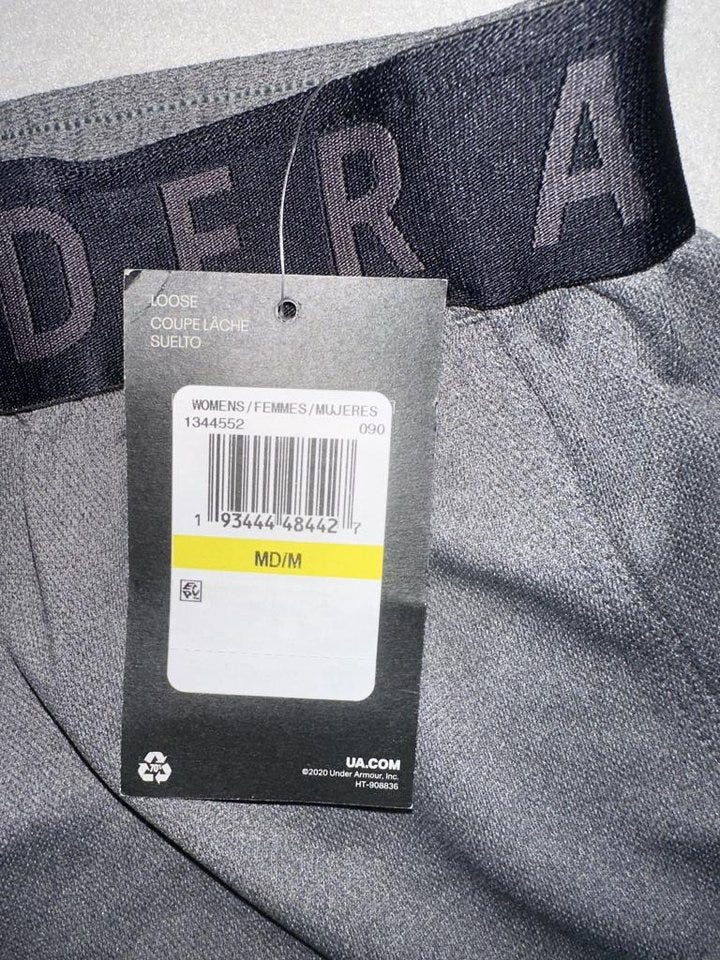 DERA
LOOSE
COUPE LÂCHE
SUELTO
WOMENS/FEMMES/MUJERES
1344552 090
1 93444 48442 7
MD/M
70%
UA.COM
©2020 Under Armour, Inc.
HT-908836